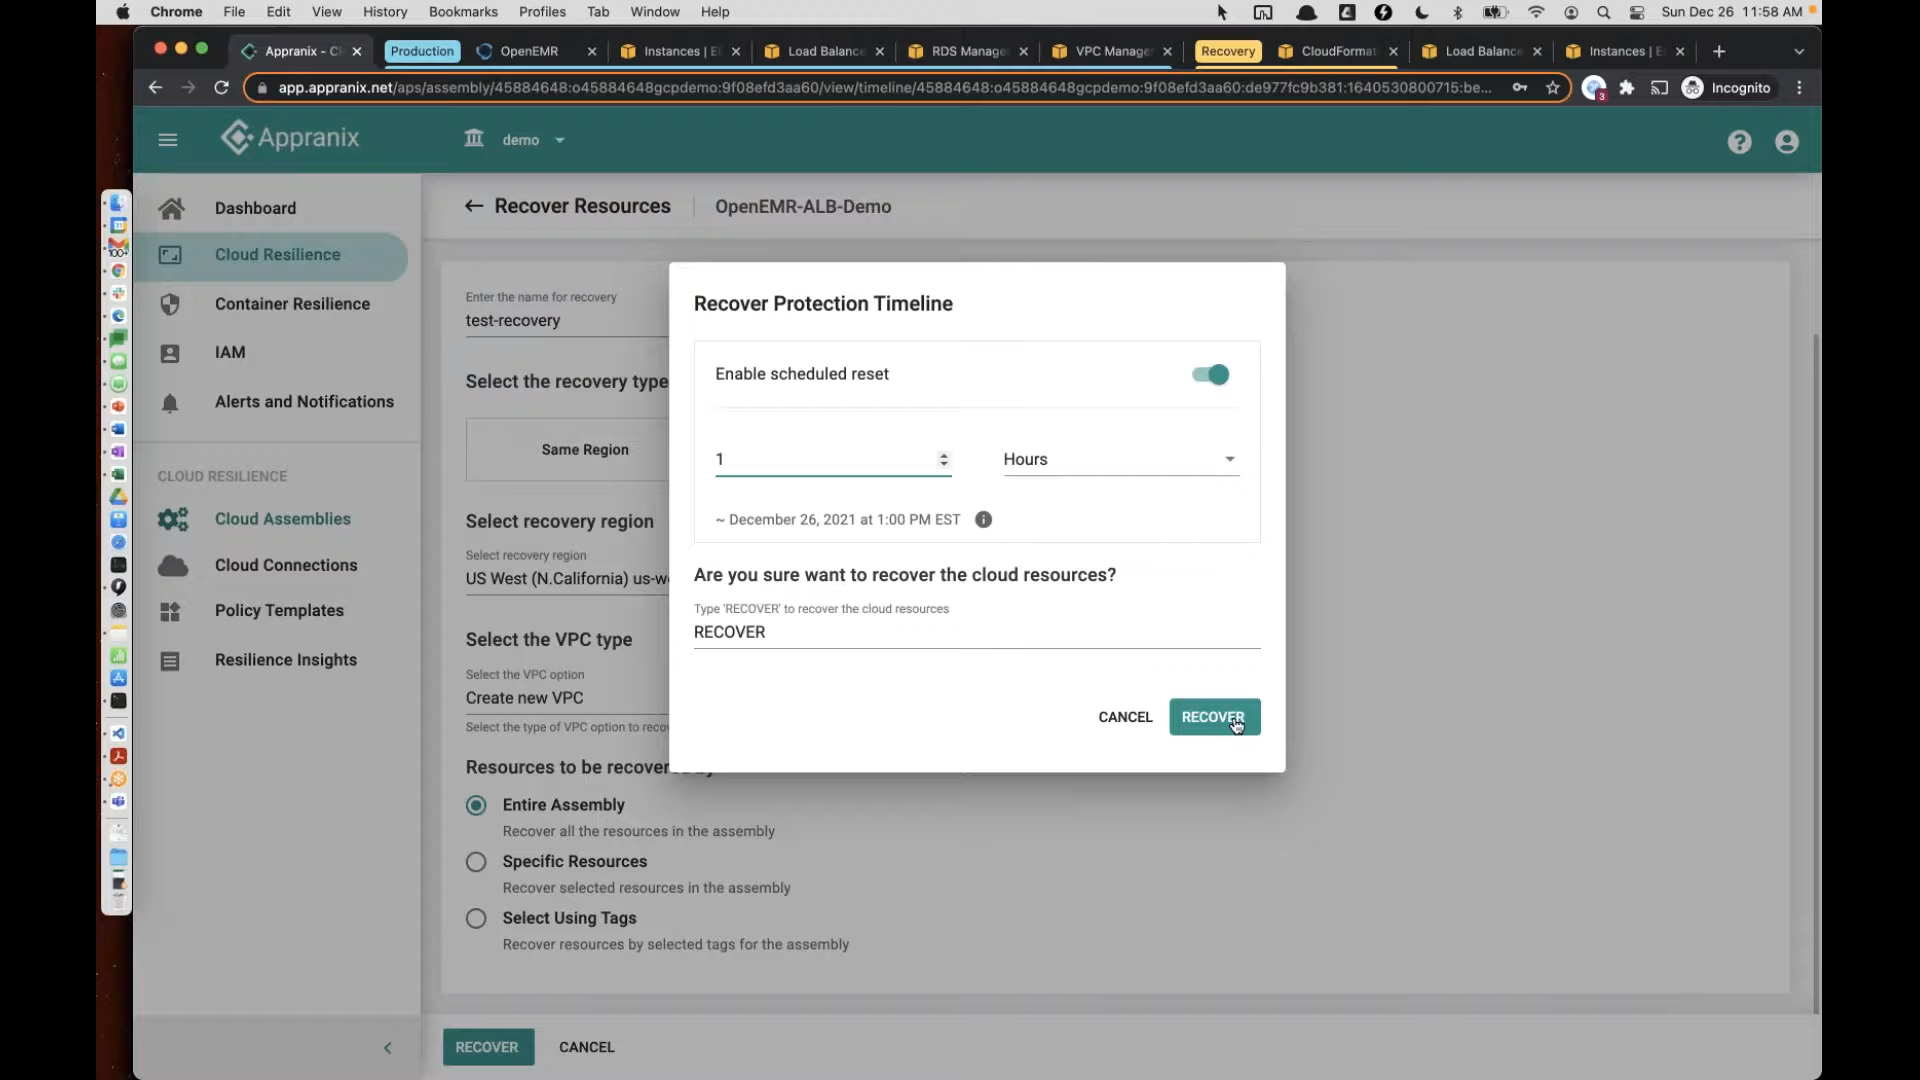 Chrome File Edit View History Bookmarks Profiles Tab Window Help Sun Dec 26 11:58 AM
Appranix - C Production OpenEMR Instances | E Load Balance RDS Manage VPC Manage Recovery CloudFormat Load Balance Instances | E
app.appranix.net/aps/assembly/45884648:o45884648gcpdemo:9f08efd3aa60/view/timeline/45884648:o45884648gcpdemo:9f08efd3aa60:de977fc9b381:1640530800715:be... 3 Incognito
Appranix demo
Dashboard
Cloud Resilience
Container Resilience
IAM
Alerts and Notifications
CLOUD RESILIENCE
Cloud Assemblies
Cloud Connections
Policy Templates
Resilience Insights
100+
Recover Resources OpenEMR-ALB-Demo
Enter the name for recovery
test-recovery
Select the recovery type
Same Region
Select recovery region
Select recovery region
US West (N.California) us-w
Select the VPC type
Select the VPC option
Create new VPC
Select the type of VPC option to reco
Resources to be recovered by
Entire Assembly
Recover all the resources in the assembly
Specific Resources
Recover selected resources in the assembly
Select Using Tags
Recover resources by selected tags for the assembly
RECOVER CANCEL
Recover Protection Timeline
Enable scheduled reset
1 Hours
~ December 26, 2021 at 1:00 PM EST
Are you sure want to recover the cloud resources?
Type 'RECOVER' to recover the cloud resources
RECOVER
CANCEL RECOVER